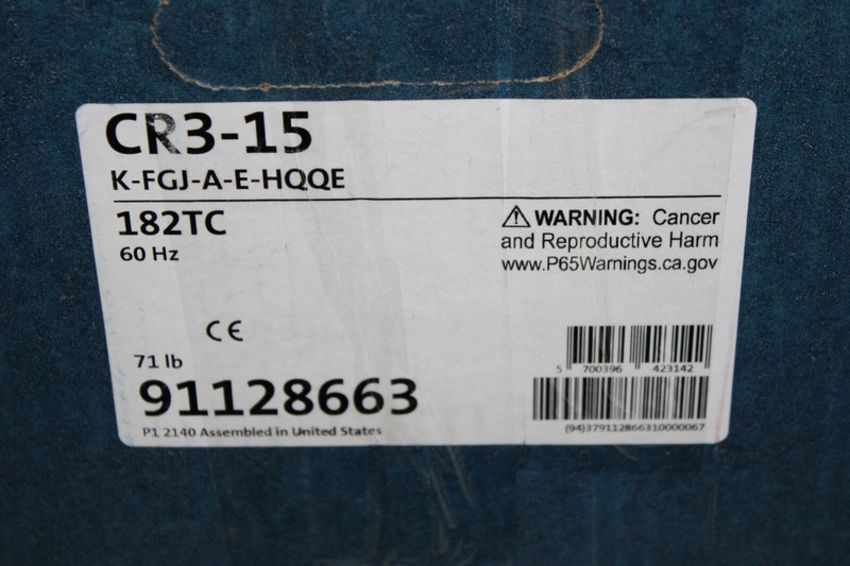 CR3-15
K-FGJ-A-E-HQQE
182TC
60 Hz
⚠ WARNING: Cancer
and Reproductive Harm
www.P65Warnings.ca.gov
CE
71 lb
91128663
P1 2140 Assembled in United States
5 700396 423142
(94)379112866310000067